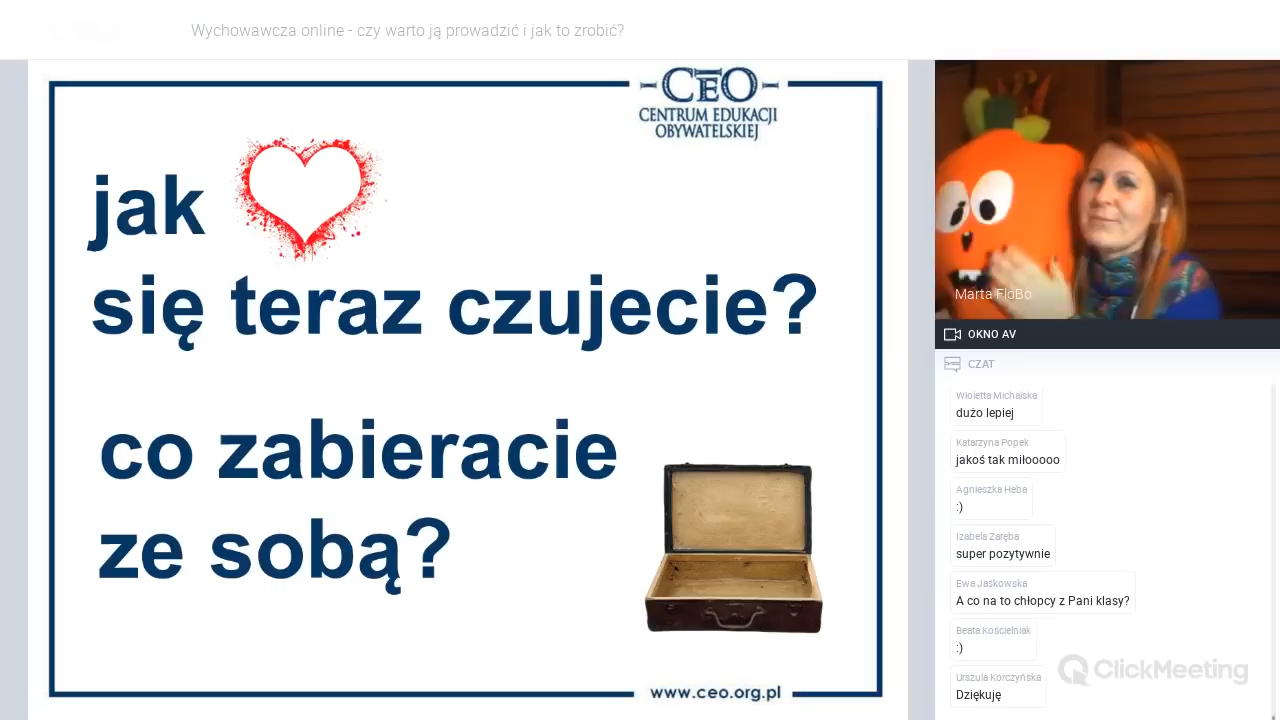 Wychowawcza online - czy warto ją prowadzić i jak to zrobić?
CEO
CENTRUM EDUKACJI
OBYWATELSKIEJ
jak
się teraz czujecie?
co zabieracie
ze sobą?
www.ceo.org.pl
Marta FloBo
OKNO AV
CZAT
Wioletta Michalska
dużo lepiej
Katarzyna Popek
jakoś tak miłooooo
Agnieszka Heba
:)
Izabela Zaręba
super pozytywnie
Ewa Jaśkowska
A co na to chłopcy z Pani klasy?
Beata Kościelniak
:)
Urszula Korczyńska
Dziękuję
ClickMeeting